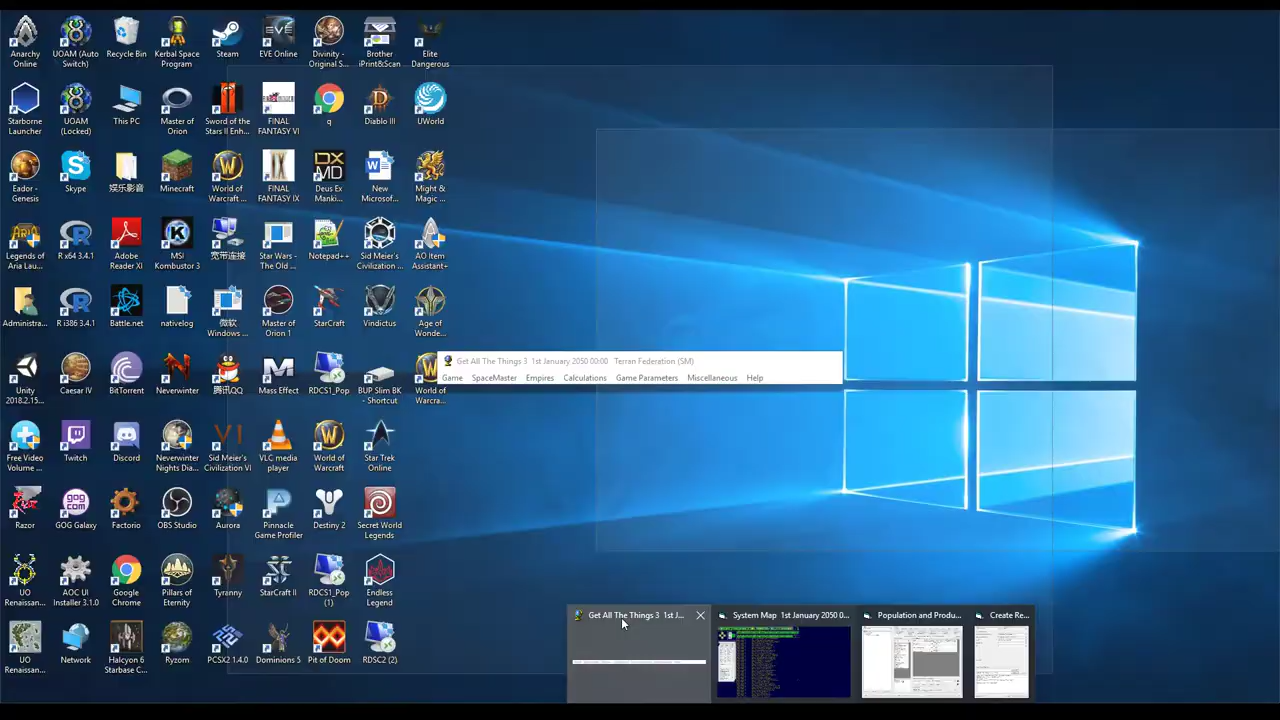 Anarchy Online
UOAM (Auto Switch)
Recycle Bin
Kerbal Space Program
Steam
EVE Online
Divinity - Original S...
Brother iPrint&Scan
Elite Dangerous
Starborne Launcher
UOAM (Locked)
This PC
Master of Orion
Sword of the Stars II Enh...
FINAL FANTASY VI
q
Diablo III
UWorld
Eador - Genesis
Skype
娱乐影音
Minecraft
World of Warcraft ...
FINAL FANTASY IX
Deus Ex Manki...
New Microsof...
Might & Magic ...
Legends of Aria Lau...
R x64 3.4.1
Adobe Reader XI
MSI Kombustor 3
宽带连接
Star Wars - The Old ...
Notepad++
Sid Meier's Civilization ...
AO Item Assistant+
Administra...
R i386 3.4.1
Battle.net
nativelog
微软 Windows ...
Master of Orion 1
StarCraft
Vindictus
Age of Wonde...
Get All The Things 3 1st January 2050 00:00 Terran Federation (SM)
Game SpaceMaster Empires Calculations Game Parameters Miscellaneous Help
Unity 2018.2.15...
Caesar IV
BitTorrent
Neverwinter
腾讯QQ
Mass Effect
RDCS1_Pop
BUP Slim BK - Shortcut
World of Warcra...
Free Video Volume ...
Twitch
Discord
Neverwinter Nights Dia...
Sid Meier's Civilization VI
VLC media player
World of Warcraft
Star Trek Online
Razor
GOG Galaxy
Factorio
OBS Studio
Aurora
Pinnacle Game Profiler
Destiny 2
Secret World Legends
UO Renaissan...
AOC UI Installer 3.1.0
Google Chrome
Pillars of Eternity
Tyranny
StarCraft II
RDCS1_Pop (1)
Endless Legend
UO Renaissan...
Network
Halcyon 6 Starbase C...
Ryzom
PCSX2 1.4.0
Dominions 5
Pit of Doom
RDSC2 (2)
Get All The Things 3 1st J...
System Map 1st January 2050 0...
Population and Produ...
Create Re...